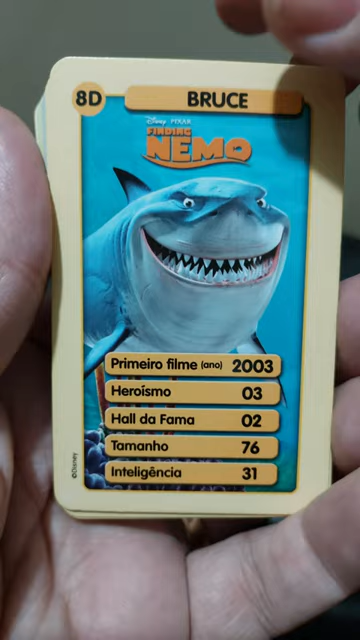 8D BRUCE
Disney PIXAR
FINDING
NEMO
Primeiro filme (ano) 2003
Heroísmo 03
Hall da Fama 02
Tamanho 76
Inteligência 31
©Disney